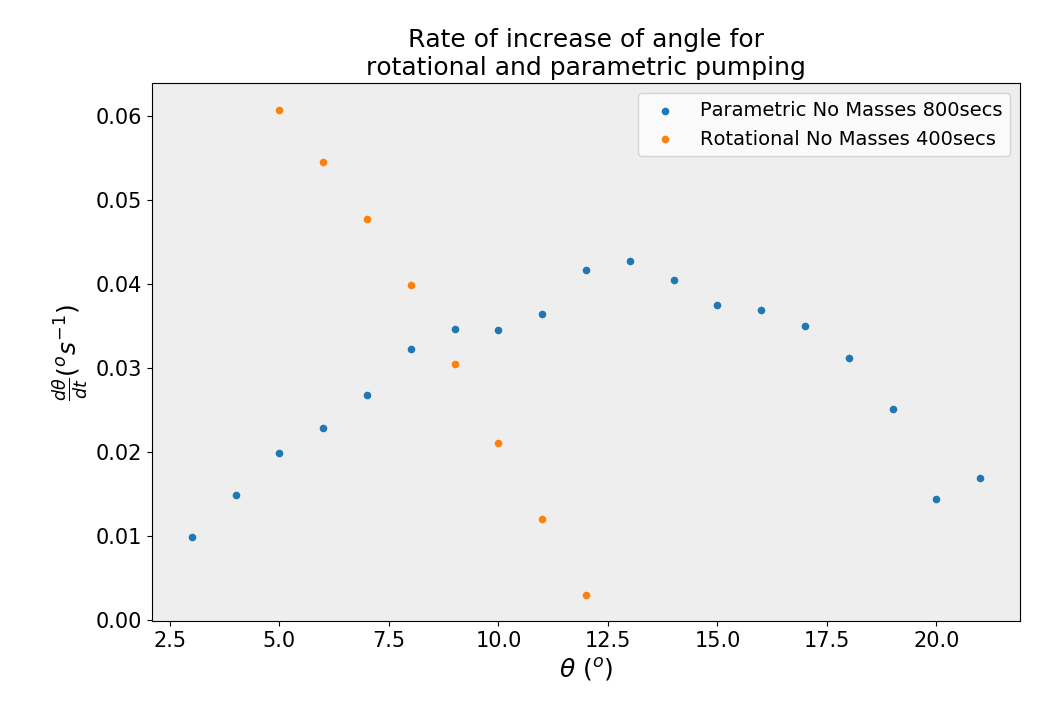 Rate of increase of angle for
rotational and parametric pumping
Parametric No Masses 800secs
Rotational No Masses 400secs
0.06
0.05
0.04
0.03
0.02
0.01
0.00
dθ/dt (ᵒs⁻¹)
2.5 5.0 7.5 10.0 12.5 15.0 17.5 20.0
θ (ᵒ)